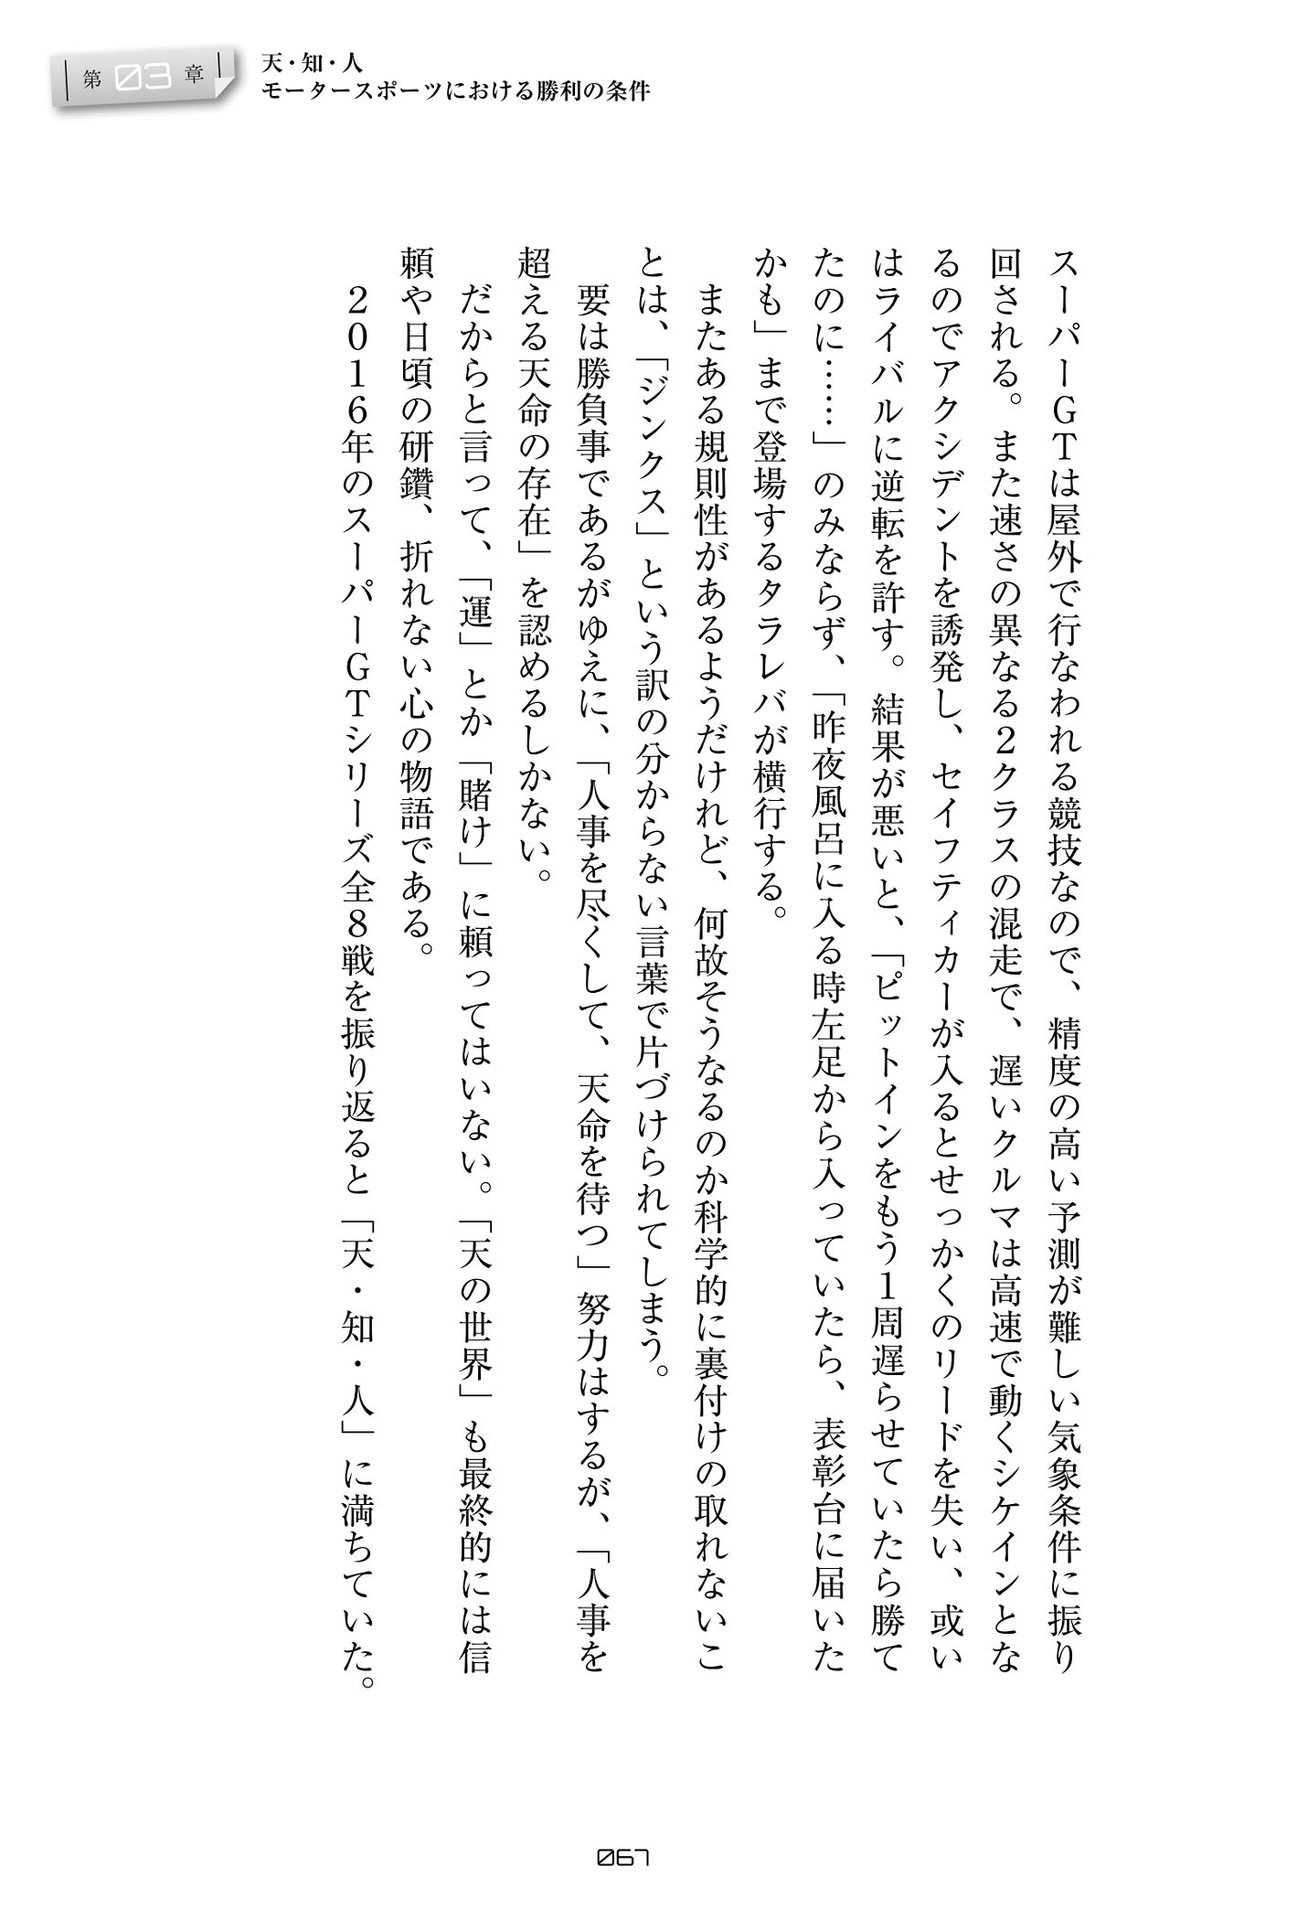 第03章
天・知・人
モータースポーツにおける勝利の条件
スーパーGTは屋外で行なわれる競技なので、精度の高い予測が難しい気象条件に振り
回される。また速さの異なる2クラスの混走で、遅いクルマは高速で動くシケインとな
るのでアクシデントを誘発し、セイフティカーが入るとせっかくのリードを失い、或い
はライバルに逆転を許す。結果が悪いと、「ピットインをもう1周遅らせていたら勝て
たのに……」のみならず、「昨夜風呂に入る時左足から入っていたら、表彰台に届いた
かも」まで登場するタラレバが横行する。
またある規則性があるようだけれど、何故そうなるのか科学的に裏付けの取れないこ
とは、「ジンクス」という訳の分からない言葉で片づけられてしまう。
要は勝負事であるがゆえに、「人事を尽くして、天命を待つ」努力はするが、「人事を
超える天命の存在」を認めるしかない。
だからと言って、「運」とか「賭け」に頼ってはいない。「天の世界」も最終的には信
頼や日頃の研鑽、折れない心の物語である。
2016年のスーパーGTシリーズ全8戦を振り返ると「天・知・人」に満ちていた。
067